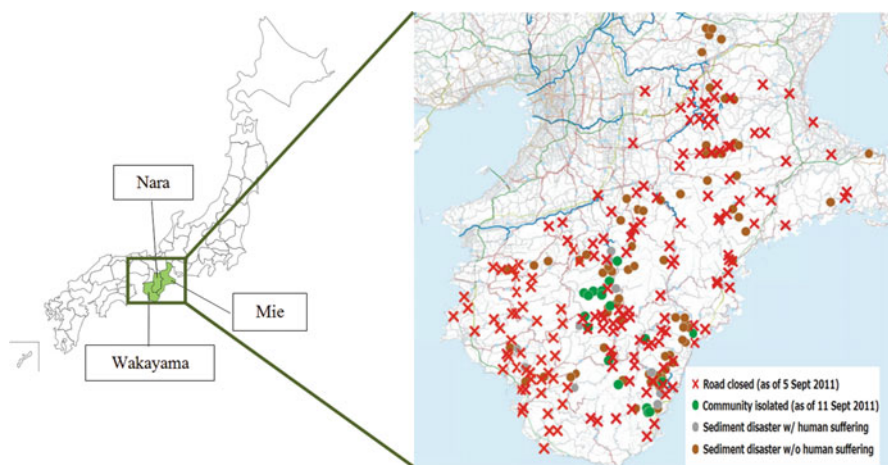 Nara
Mie
Wakayama
Road closed (as of 5 Sept 2011)
Community isolated (as of 11 Sept 2011)
Sediment disaster w/ human suffering
Sediment disaster w/o human suffering